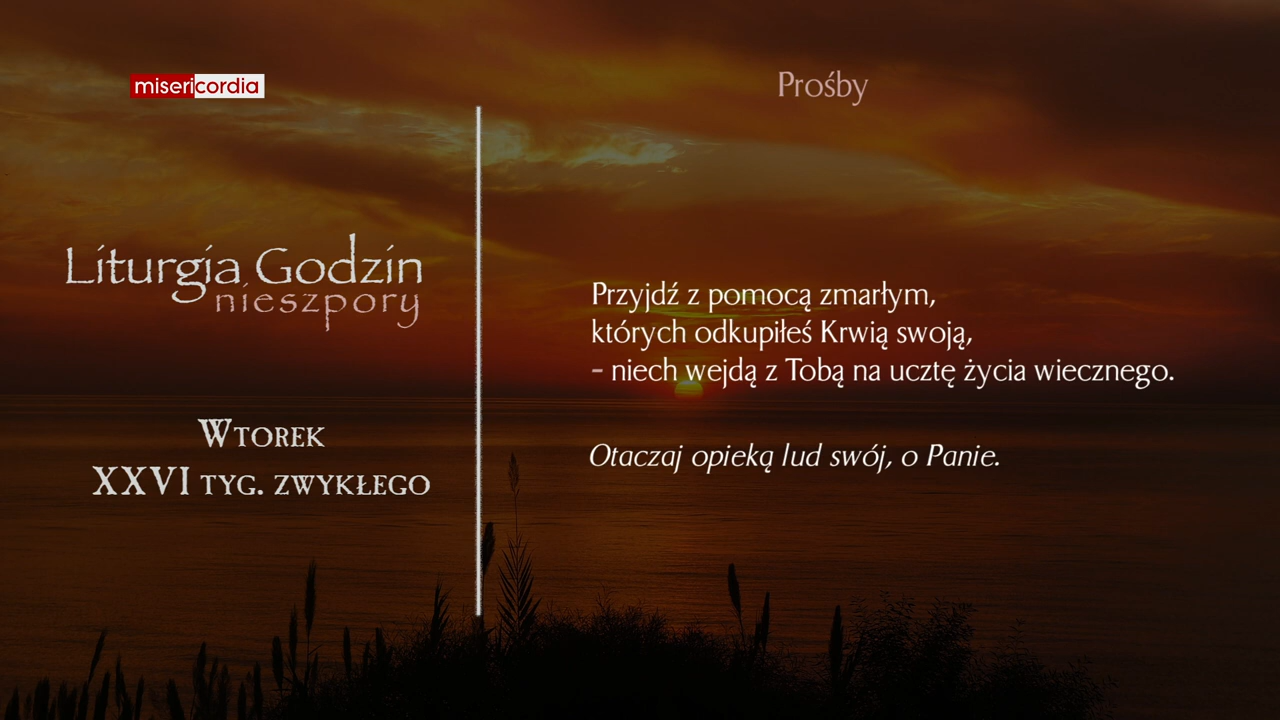 misericordia
Liturgia Godzin
nieszpory
Wtorek
XXVI tyg. zwykłego
Prośby
Przyjdź z pomocą zmarłym,
których odkupiłeś Krwią swoją,
- niech wejdą z Tobą na ucztę życia wiecznego.
Otaczaj opieką lud swój, o Panie.